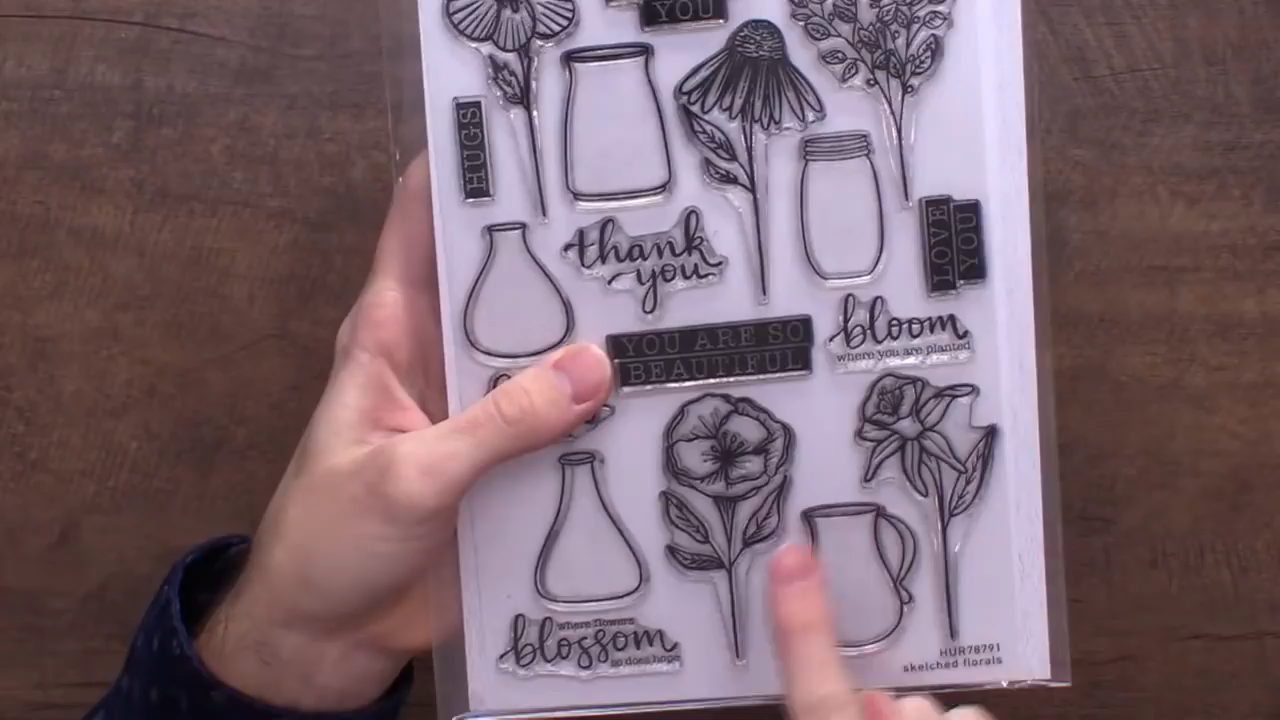 YOU
HUGS
thank
you
LOVE
YOU
YOU ARE SO
BEAUTIFUL
bloom
where you are planted
where flowers
blossom
so does hope
HUR78791
sketched florals